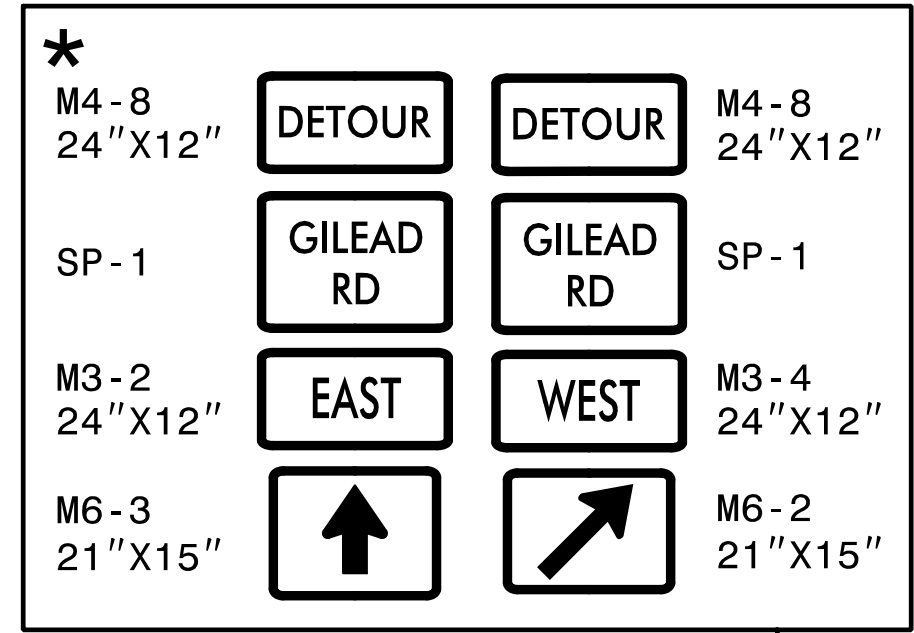 *
M4-8
24"X12"
DETOUR
DETOUR
M4-8
24"X12"
SP-1
GILEAD
RD
GILEAD
RD
SP-1
M3-2
24"X12"
EAST
WEST
M3-4
24"X12"
M6-3
21"X15"
M6-2
21"X15"